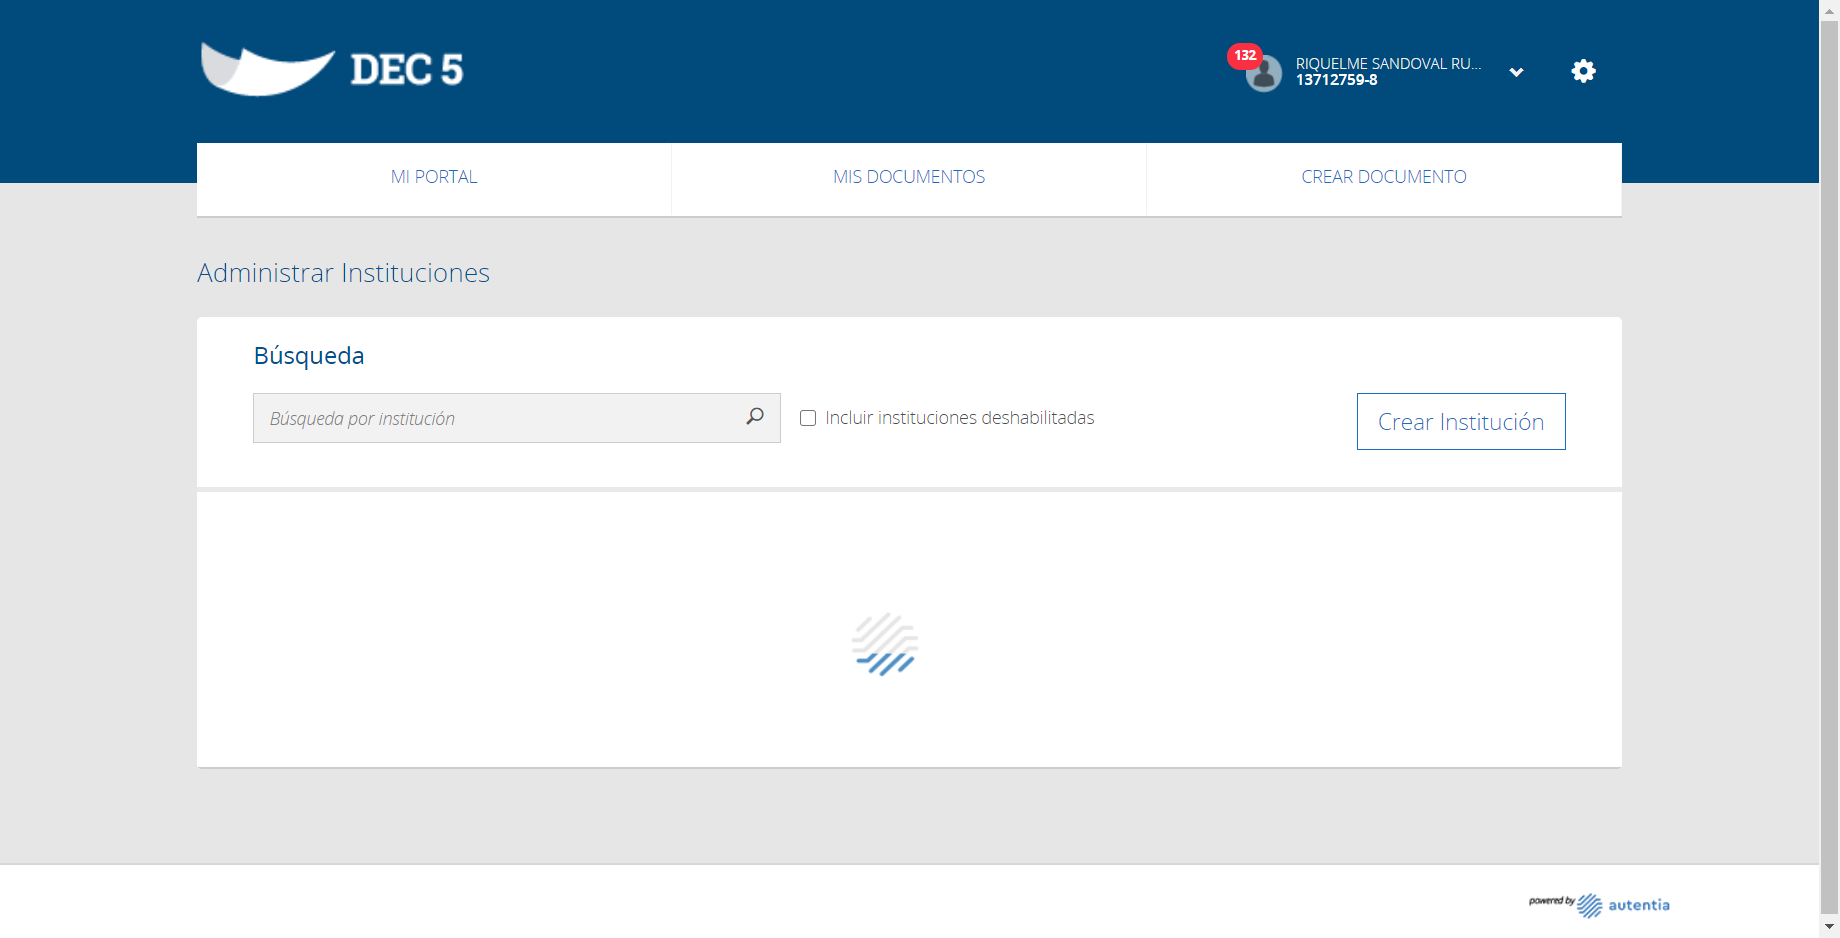 DEC 5
132
RIQUELME SANDOVAL RU...
13712759-8
MI PORTAL
MIS DOCUMENTOS
CREAR DOCUMENTO
Administrar Instituciones
Búsqueda
Búsqueda por institución
Incluir instituciones deshabilitadas
Crear Institución
powered by autentia